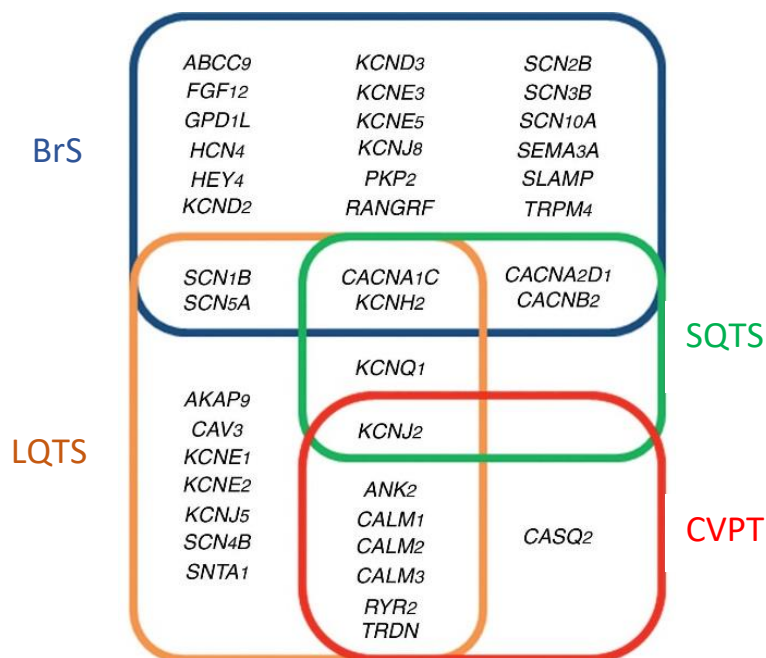 ABCC9 KCND3 SCN2B
FGF12 KCNE3 SCN3B
GPD1L KCNE5 SCN10A
BrS
HCN4 KCNJ8 SEMA3A
HEY4 PKP2 SLAMP
KCND2 RANGRF TRPM4
SCN1B CACNA1C CACNA2D1
SCN5A KCNH2 CACNB2
SQTS
KCNQ1
AKAP9
CAV3 KCNJ2
LQTS
KCNE1
KCNE2 ANK2
KCNJ5 CALM1
CVPT
SCN4B CALM2 CASQ2
SNTA1 CALM3
RYR2
TRDN